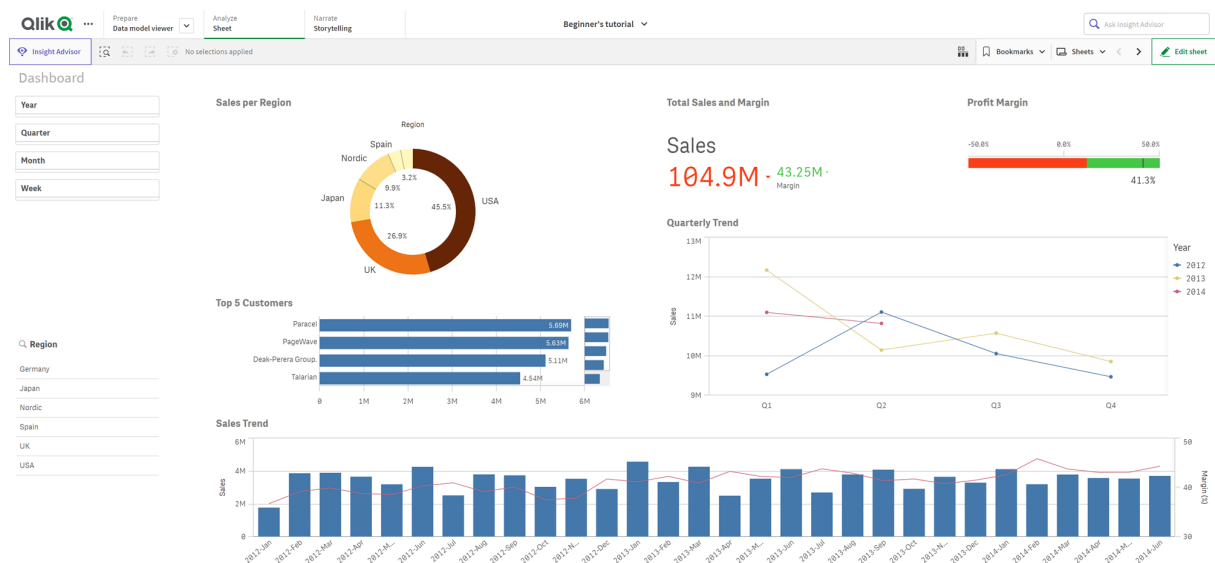 Qlik
Prepare
Data model viewer
Analyze
Sheet
Narrate
Storytelling
Beginner's tutorial
Ask Insight Advisor
Insight Advisor
No selections applied
Bookmarks
Sheets
Edit sheet
Dashboard
Year
Quarter
Month
Week
Region
Germany
Japan
Nordic
Spain
UK
USA
Sales per Region
Region
Spain
Nordic
Japan
UK
USA
3.2%
9.9%
11.3%
45.5%
26.9%
Total Sales and Margin
Sales
104.9M
43.25M
Margin
Profit Margin
-50.0% 0.0% 50.0%
41.3%
Top 5 Customers
Paracel 5.69M
PageWave 5.63M
Deak-Perera Group. 5.11M
Talarian 4.54M
0 1M 2M 3M 4M 5M 6M
Quarterly Trend
13M
12M
11M
10M
9M
Sales
Q1 Q2 Q3 Q4
Year
2012
2013
2014
Sales Trend
6M
4M
2M
0
Sales
50
40
30
Margin (%)
2012-Jan 2012-Feb 2012-Mar 2012-Apr 2012-M... 2012-Jun 2012-Jul 2012-Aug 2012-Sep 2012-Oct 2012-N... 2012-Dec 2013-Jan 2013-Feb 2013-Mar 2013-Apr 2013-M... 2013-Jun 2013-Jul 2013-Aug 2013-Sep 2013-Oct 2013-N... 2013-Dec 2014-Jan 2014-Feb 2014-Mar 2014-Apr 2014-M... 2014-Jun